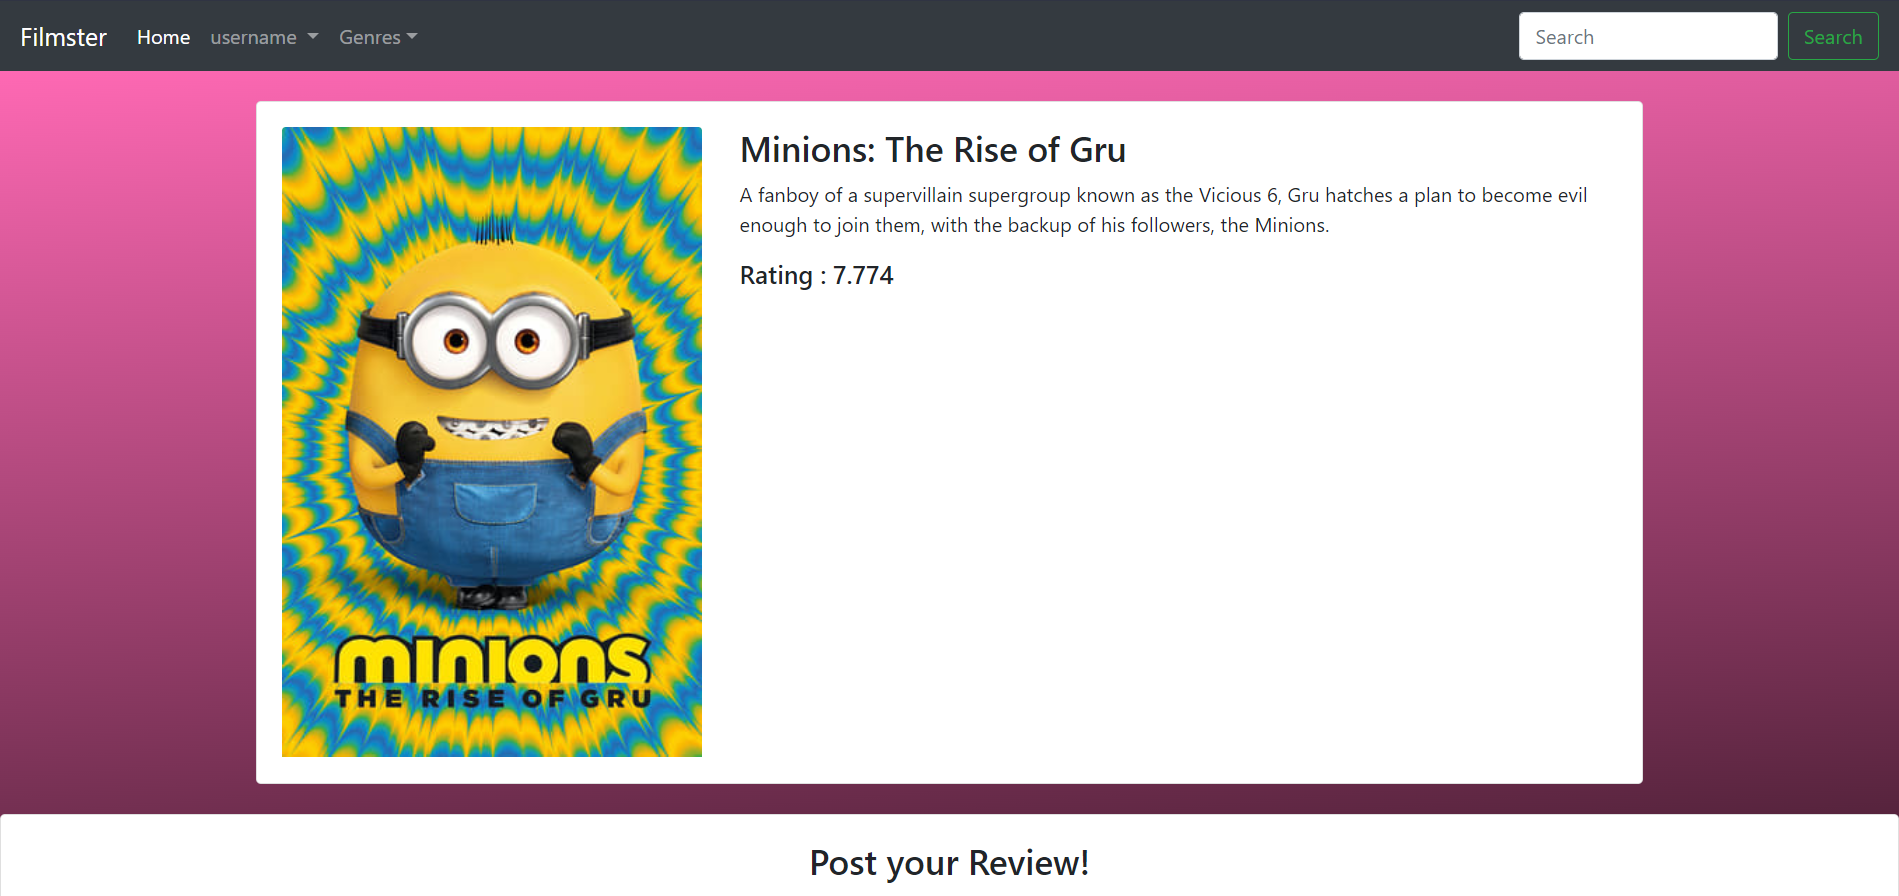 Filmster Home username Genres Search Search
Minions: The Rise of Gru
A fanboy of a supervillain supergroup known as the Vicious 6, Gru hatches a plan to become evil
enough to join them, with the backup of his followers, the Minions.
Rating : 7.774
minions
THE RISE OF GRU
Post your Review!